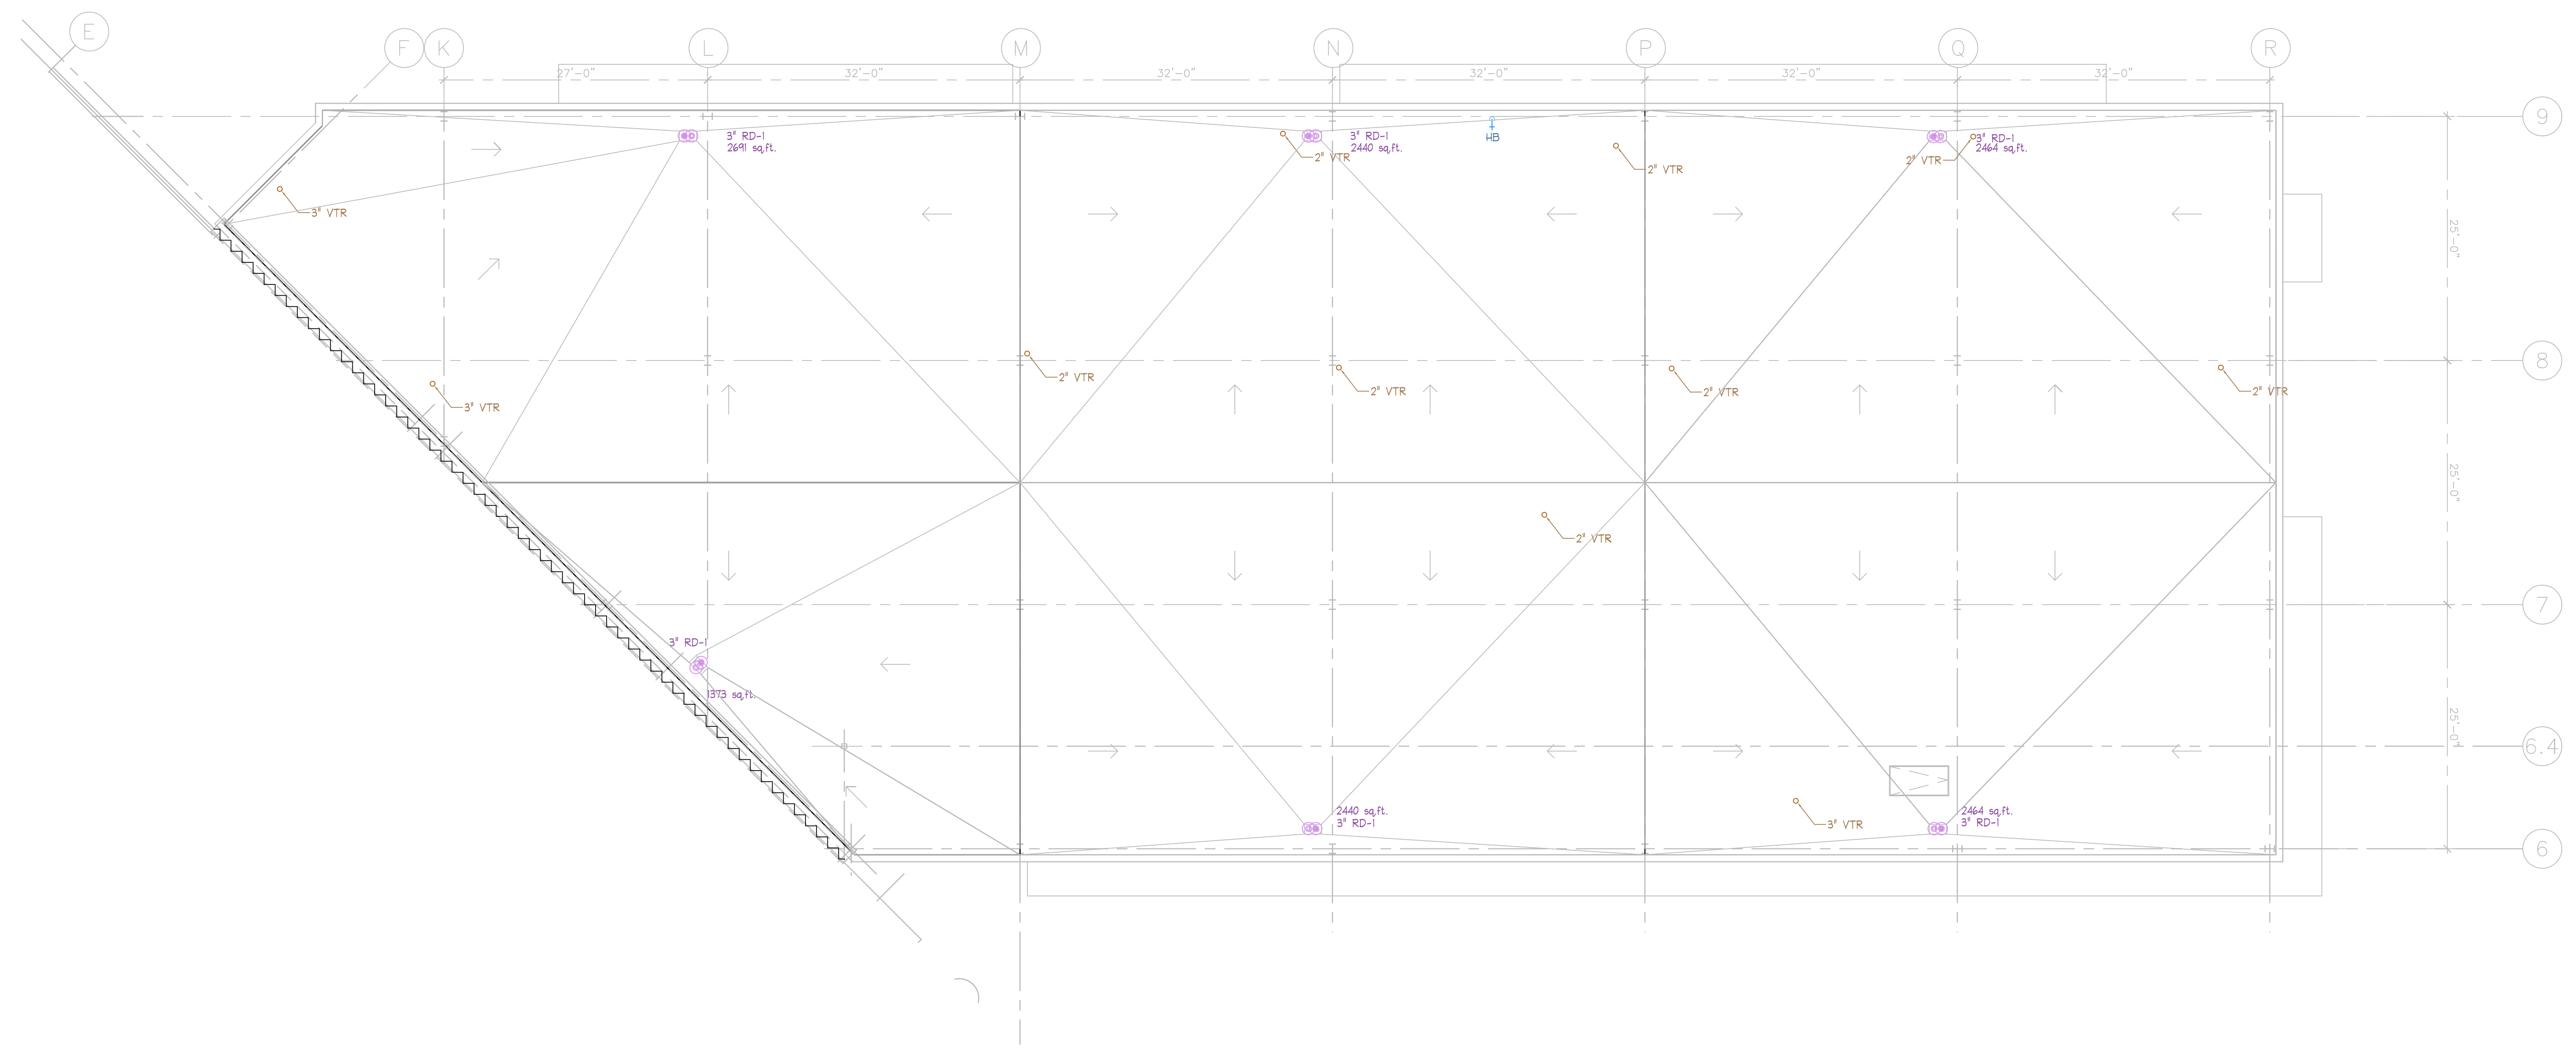 E
F
K
L
M
N
P
Q
R
27'-0"
32'-0"
32'-0"
32'-0"
32'-0"
32'-0"
9
3" RD-1
2691 sq.ft.
3" RD-1
2440 sq.ft.
2" VTR
HB
2" VTR
3" RD-1
2464 sq.ft.
2" VTR
3" VTR
25'-0"
8
3" VTR
2" VTR
2" VTR
2" VTR
2" VTR
25'-0"
2" VTR
7
3" RD-1
1373 sq.ft.
25'-0"
6.4
2440 sq.ft.
3" RD-1
3" VTR
2464 sq.ft.
3" RD-1
6